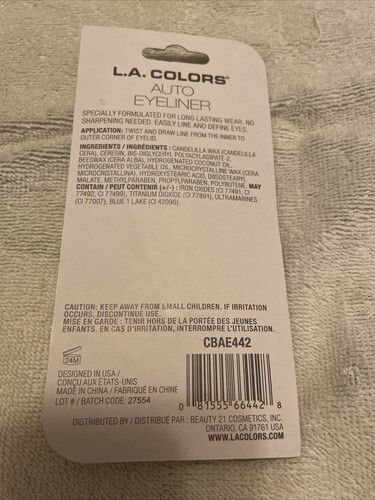 L.A. COLORS®
AUTO
EYELINER
SPECIALLY FORMULATED FOR LONG LASTING WEAR. NO
SHARPENING NEEDED. EASILY LINE AND DEFINE EYES.
APPLICATION: TWIST AND DRAW LINE FROM THE INNER TO
OUTER CORNER OF EYELID.
INGREDIENTS / INGRÉDIENTS: CANDELILLA WAX (CANDELILLA
CERA), CERESIN, BIS-DIGLYCERYL POLYACYLADIPATE-2,
BEESWAX (CERA ALBA), HYDROGENATED COCONUT OIL,
HYDROGENATED VEGETABLE OIL, MICROCRYSTALLINE WAX (CERA
MICROCRISTALLINA), HYDROXYSTEARIC ACID, DIISOSTEARYL
MALATE, METHYLPARABEN, PROPYLPARABEN, POLYBUTENE. MAY
CONTAIN / PEUT CONTENIR (+/-) : IRON OXIDES (CI 77491, CI
77492, CI 77499), TITANIUM DIOXIDE (CI 77891), ULTRAMARINES
(CI 77007), BLUE 1 LAKE (CI 42090).
CAUTION: KEEP AWAY FROM SMALL CHILDREN. IF IRRITATION
OCCURS, DISCONTINUE USE.
MISE EN GARDE : TENIR HORS DE LA PORTÉE DES JEUNES
ENFANTS. EN CAS D'IRRITATION, INTERROMPRE L'UTILISATION.
CBAE442
24M
DESIGNED IN USA /
CONÇU AUX ÉTATS-UNIS
MADE IN CHINA / FABRIQUÉ EN CHINE
LOT # / BATCH CODE: 27554
0 81555 66442 8
DISTRIBUTED BY / DISTRIBUÉ PAR : BEAUTY 21 COSMETICS, INC.
ONTARIO, CA 91761 USA
WWW.LACOLORS.COM